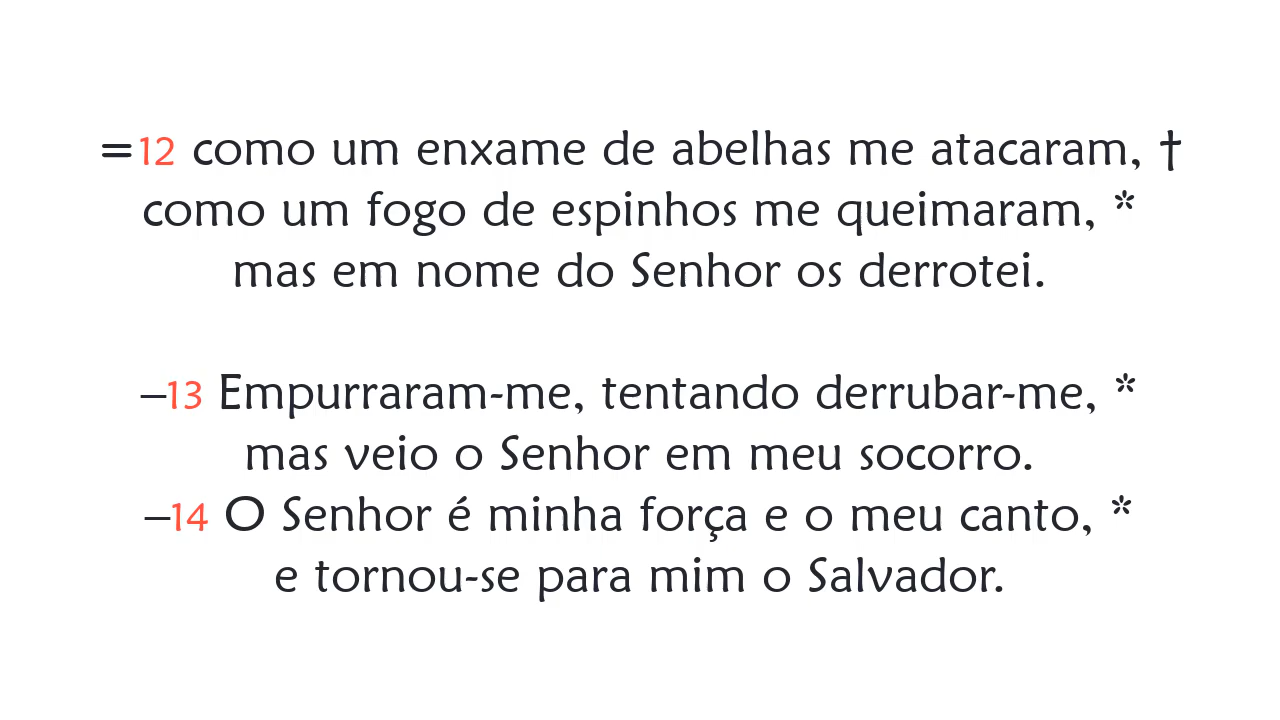 =12 como um enxame de abelhas me atacaram, †
como um fogo de espinhos me queimaram, *
mas em nome do Senhor os derrotei.
–13 Empurraram-me, tentando derrubar-me, *
mas veio o Senhor em meu socorro.
–14 O Senhor é minha força e o meu canto, *
e tornou-se para mim o Salvador.